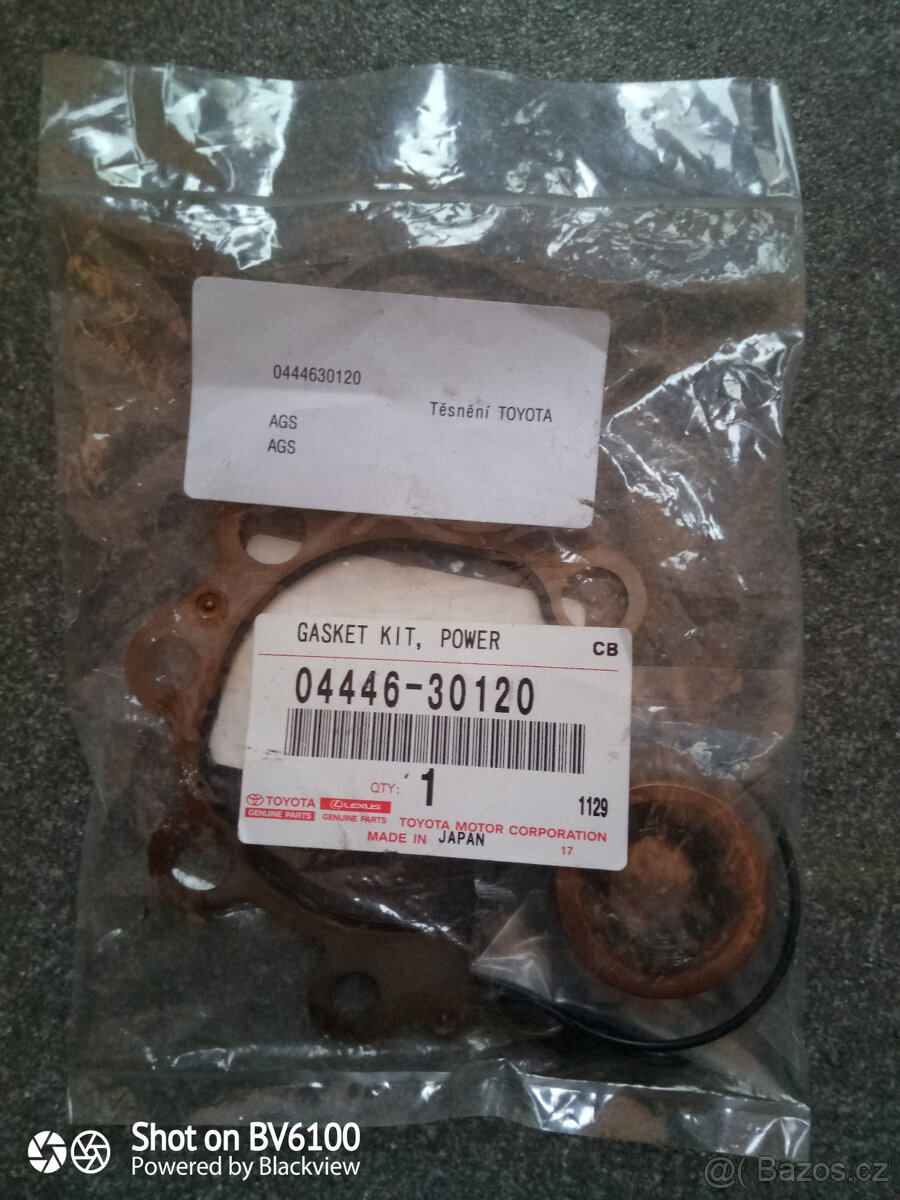 0444630120
Těsnění TOYOTA
AGS
AGS
GASKET KIT, POWER
CB
04446-30120
QTY: 1
1129
TOYOTA LEXUS
GENUINE PARTS GENUINE PARTS
TOYOTA MOTOR CORPORATION
MADE IN JAPAN
17
Shot on BV6100
Powered by Blackview
@( Bazos.cz